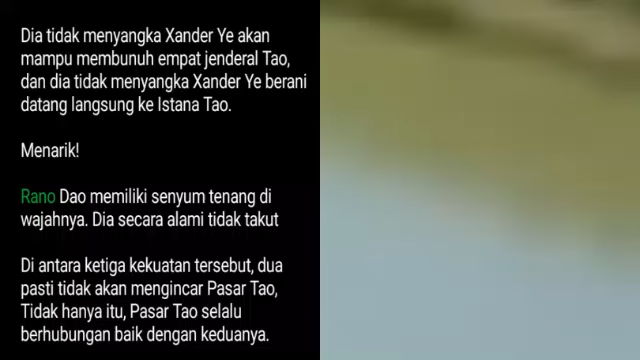 Dia tidak menyangka Xander Ye akan
mampu membunuh empat jenderal Tao,
dan dia tidak menyangka Xander Ye berani
datang langsung ke Istana Tao.
Menarik!
Rano Dao memiliki senyum tenang di
wajahnya. Dia secara alami tidak takut
Di antara ketiga kekuatan tersebut, dua
pasti tidak akan mengincar Pasar Tao,
Tidak hanya itu, Pasar Tao selalu
berhubungan baik dengan keduanya.